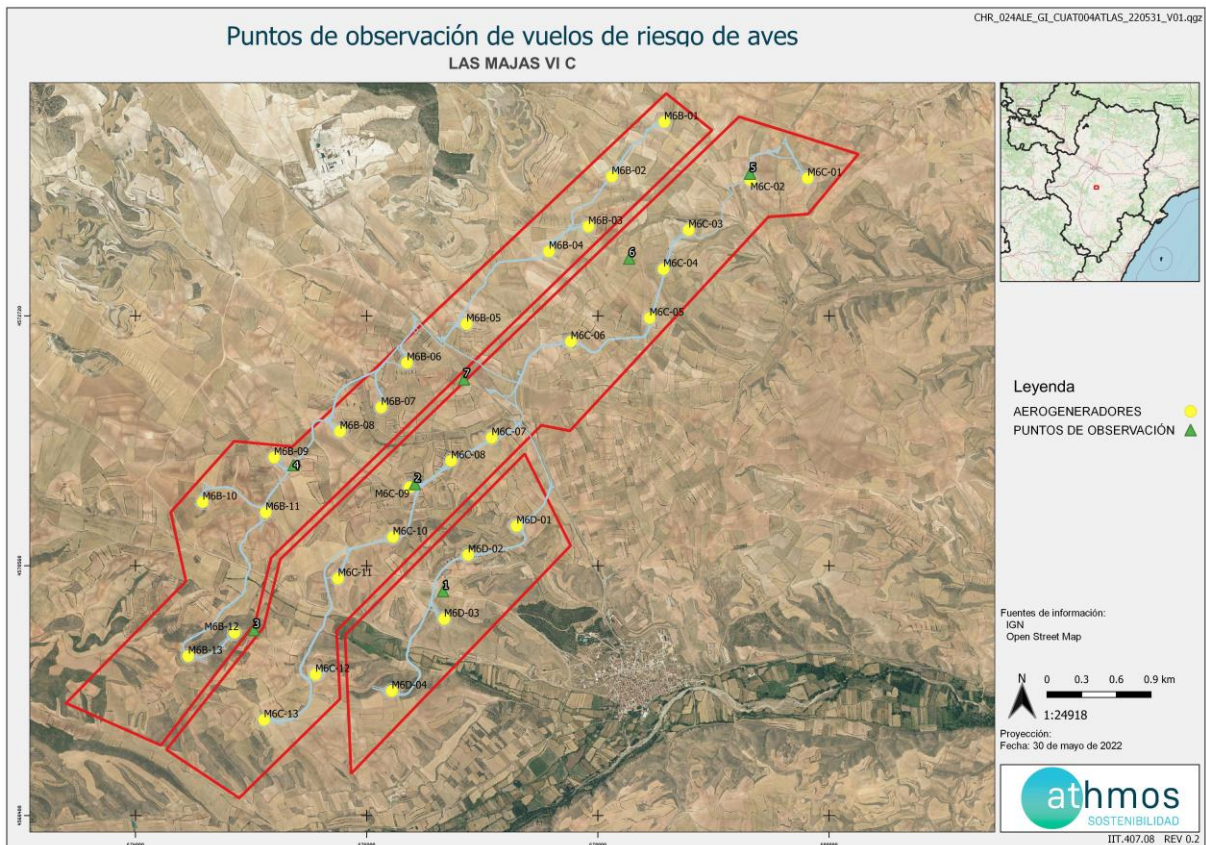 CHR_024ALE_GI_CUAT004ATLAS_220531_V01.qgz
Puntos de observación de vuelos de riesgo de aves
LAS MAJAS VI C
M6B-01
M6B-02
M6C-01
5
M6C-02
M6B-03
M6C-03
M6B-04
6
M6C-04
M6B-05
M6C-05
M6C-06
M6B-06
7
M6B-07
M6B-08
M6C-07
M6B-09
4
M6C-08
2
M6C-09
M6B-10
M6B-11
M6D-01
M6C-10
M6D-02
M6C-11
1
M6D-03
3
M6B-12
M6B-13
M6C-12
M6D-04
M6C-13
Leyenda
AEROGENERADORES
PUNTOS DE OBSERVACIÓN
Fuentes de información:
IGN
Open Street Map
N
0 0.3 0.6 0.9 km
1:24918
Proyección:
Fecha: 30 de mayo de 2022
athmos
SOSTENIBILIDAD
IIT.407.08 REV 0.2